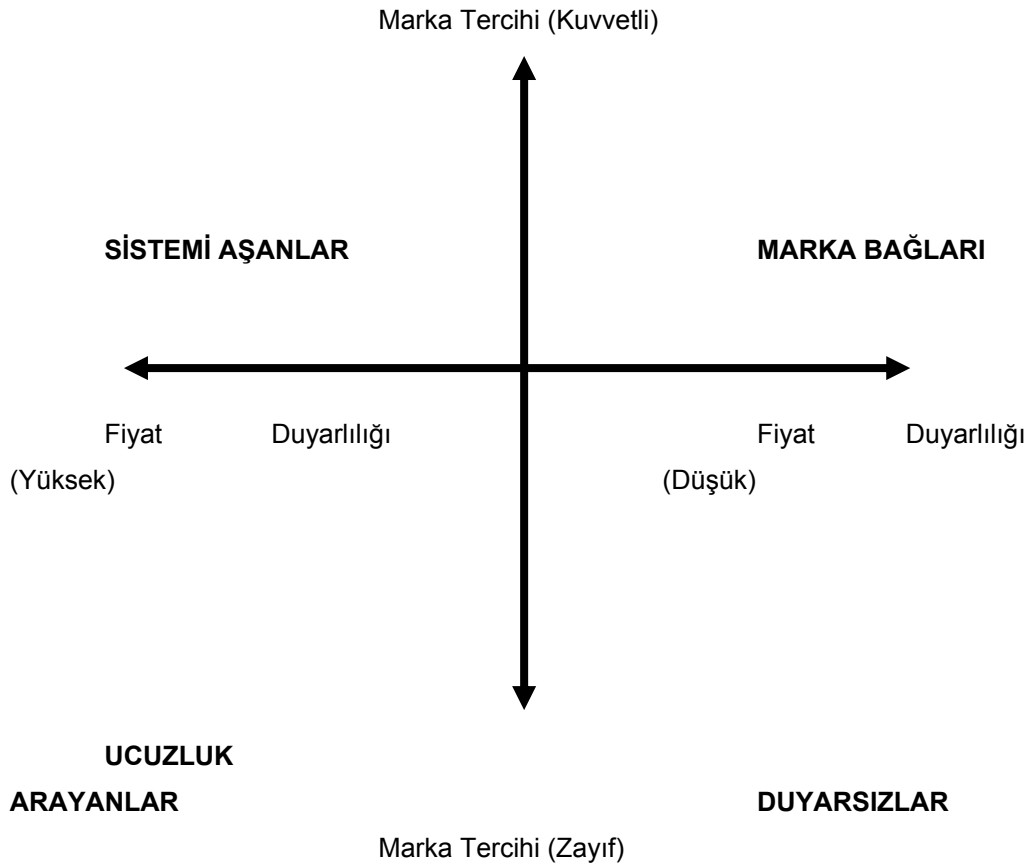 Marka Tercihi (Kuvvetli)
SİSTEMİ AŞANLAR
MARKA BAĞLARI
Fiyat Duyarlılığı
(Yüksek)
Fiyat Duyarlılığı
(Düşük)
UCUZLUK
ARAYANLAR
DUYARSIZLAR
Marka Tercihi (Zayıf)